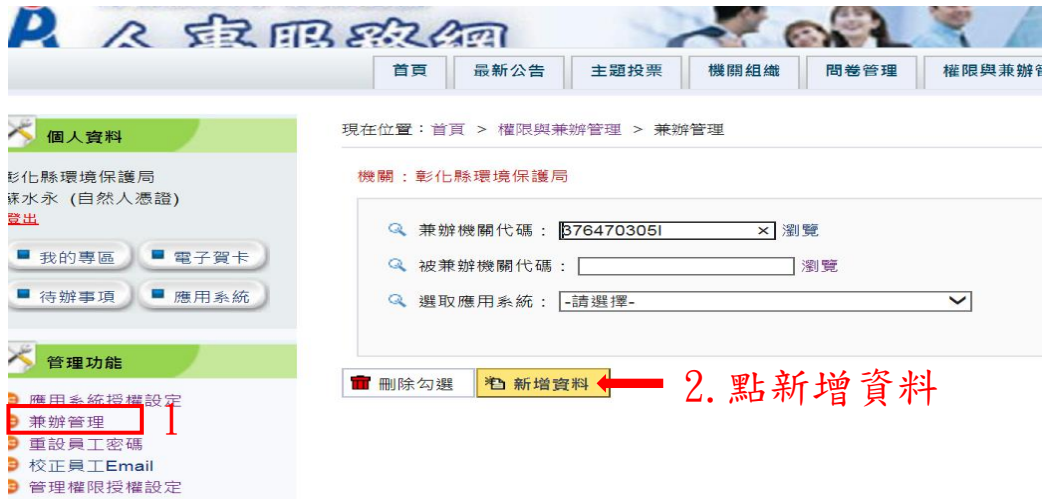 人事服務網
首頁 最新公告 主題投票 機關組織 問卷管理 權限與兼辦管
個人資料
彰化縣環境保護局
蘇水永 (自然人憑證)
登出
我的專區 電子賀卡
待辦事項 應用系統
管理功能
應用系統授權設定
兼辦管理 1
重設員工密碼
校正員工Email
管理權限授權設定
現在位置：首頁 > 權限與兼辦管理 > 兼辦管理
機關：彰化縣環境保護局
兼辦機關代碼： 376470305I × 瀏覽
被兼辦機關代碼： 瀏覽
選取應用系統： -請選擇-
刪除勾選 新增資料 2.點新增資料